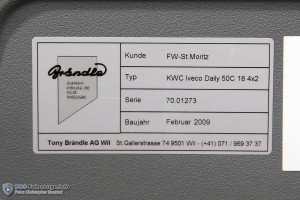 Brändle
Kunde FW-St.Moritz
Typ KWC Iveco Daily 50C 18 4x2
Serie 70.01273
Baujahr Februar 2009
Tony Brändle AG Wil St.Gallerstrasse 74 9501 Wil - (+41) 071 / 969 37 37